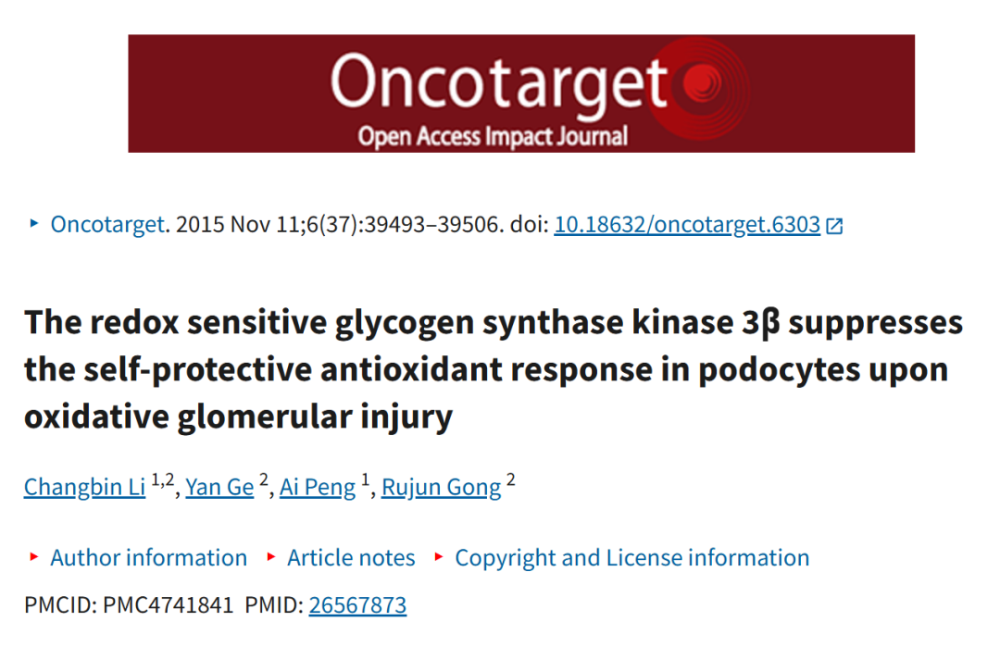 Oncotarget
Open Access Impact Journal
Oncotarget. 2015 Nov 11;6(37):39493–39506. doi: 10.18632/oncotarget.6303
The redox sensitive glycogen synthase kinase 3β suppresses
the self-protective antioxidant response in podocytes upon
oxidative glomerular injury
Changbin Li 1,2, Yan Ge 2, Ai Peng 1, Rujun Gong 2
Author information Article notes Copyright and License information
PMCID: PMC4741841 PMID: 26567873